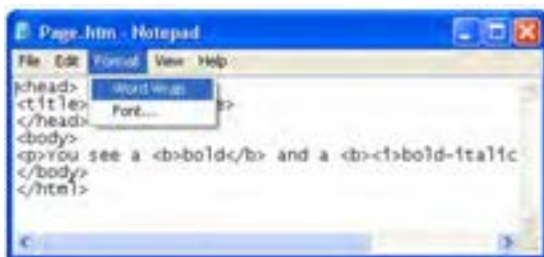 Page.htm - Notepad
File Edit Format View Help
<head>
Word Wrap
<title>
Font...
</head>
<body>
<p>You see a <b>bold</b> and a <b><i>bold-italic
</body>
</html>